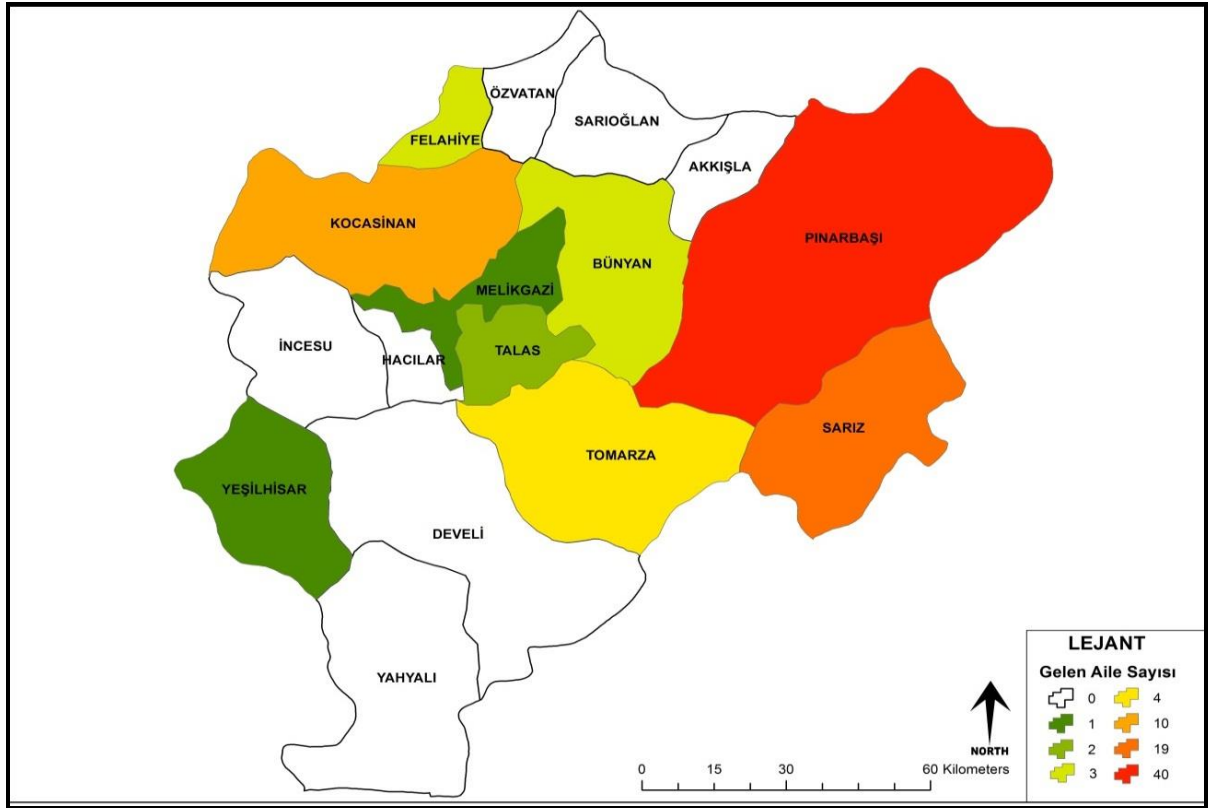 ÖZVATAN
SARIOĞLAN
FELAHİYE
AKKIŞLA
KOCASİNAN
PINARBAŞI
BÜNYAN
MELİKGAZİ
İNCESU
HACILAR
TALAS
SARIZ
TOMARZA
YEŞİLHİSAR
DEVELİ
YAHYALI
NORTH
0 15 30 60 Kilometers
LEJANT
Gelen Aile Sayısı
0 4
1 10
2 19
3 40